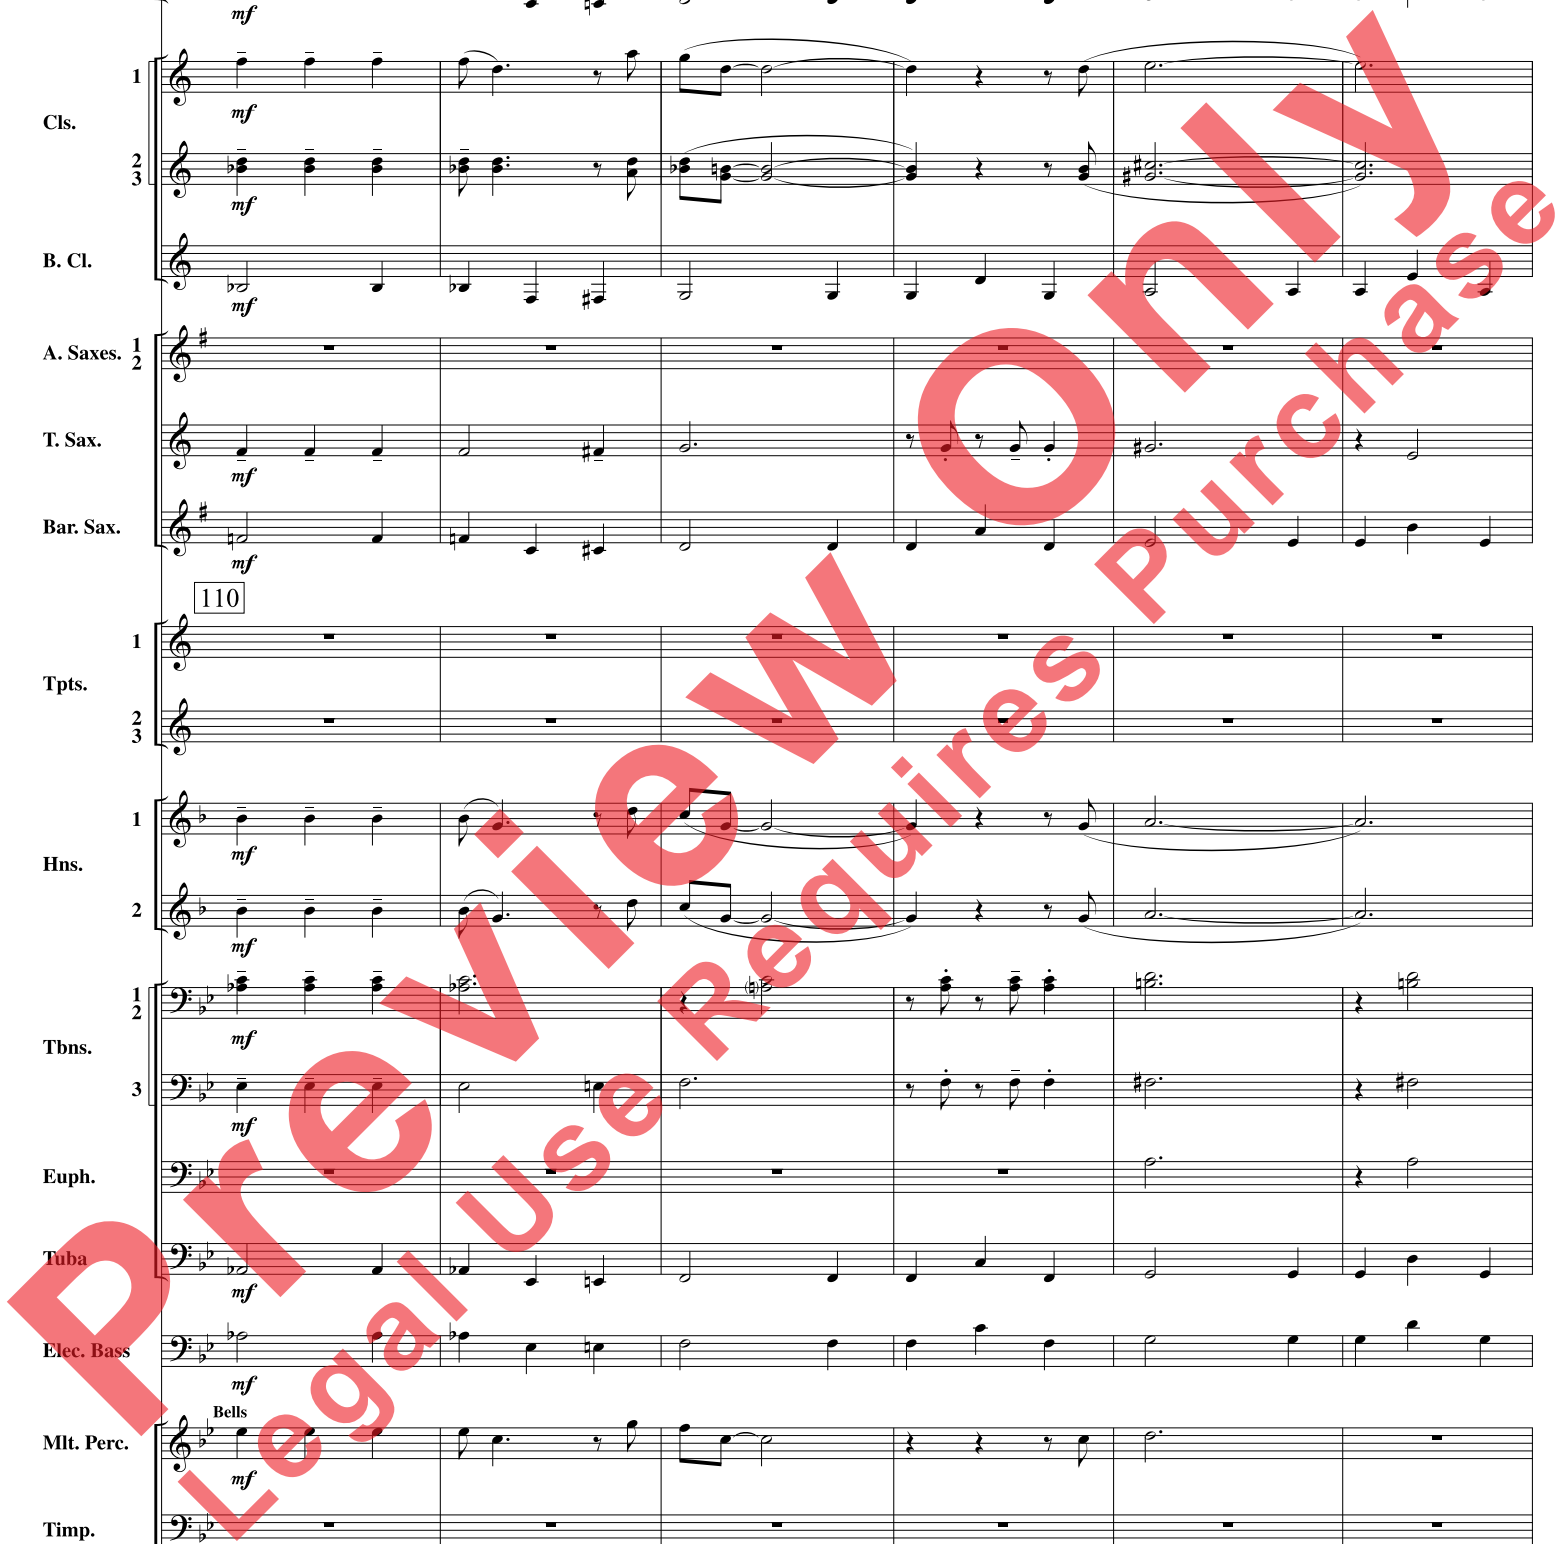 mf
Cls.
1
mf
2
3
mf
B. Cl.
mf
A. Saxes.
1
2
T. Sax.
mf
Bar. Sax.
mf
110
Tpts.
1
2
3
Hns.
1
mf
2
mf
Tbns.
1
2
mf
3
mf
Euph.
Tuba
mf
Elec. Bass
mf
Bells
Mlt. Perc.
mf
Timp.
Preview Only
Legal Use Requires Purchase